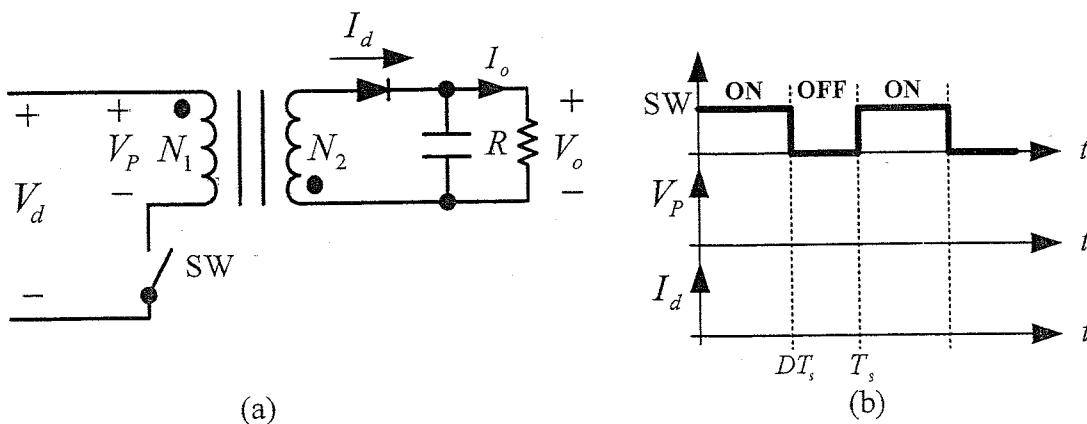 I_d
I_o
+ + +
V_P N_1 N_2 R V_o
− −
V_d
SW
−
(a)
ON OFF ON
SW
t
V_P
t
I_d
t
DT_s T_s
(b)